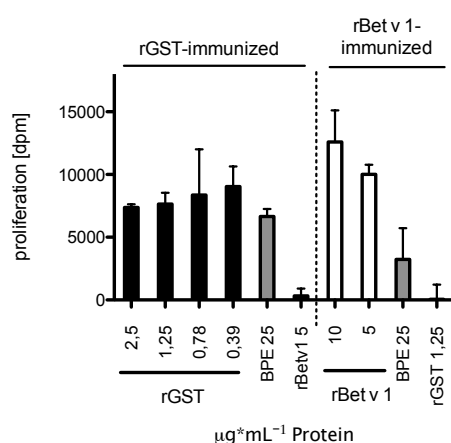 rGST-immunized
rBet v 1-
immunized
proliferation [dpm]
15000
10000
5000
0
2,5
1,25
0,78
0,39
BPE 25
rBetv1 5
10
5
BPE 25
rGST 1,25
rGST
rBet v 1
µg*mL⁻¹ Protein